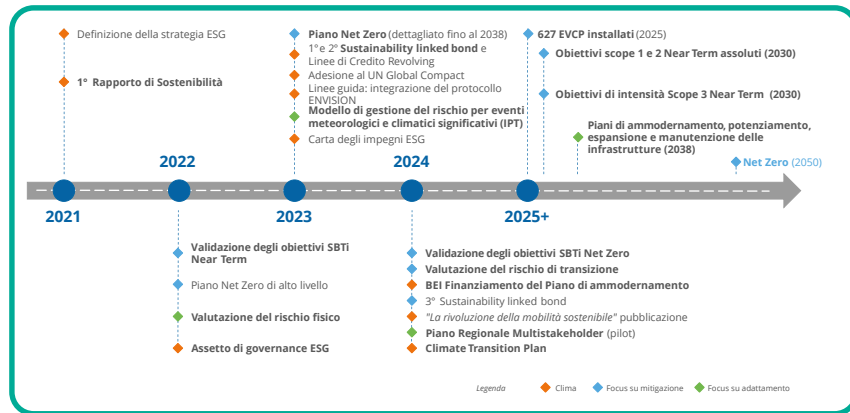 Definizione della strategia ESG
1° Rapporto di Sostenibilità
Piano Net Zero (dettagliato fino al 2038)
1° e 2° Sustainability linked bond e
Linee di Credito Revolving
Adesione al UN Global Compact
Linee guida: integrazione del protocollo
ENVISION
Modello di gestione del rischio per eventi
meteorologici e climatici significativi (IPT)
Carta degli impegni ESG
627 EVCP installati (2025)
Obiettivi scope 1 e 2 Near Term assoluti (2030)
Obiettivi di intensità Scope 3 Near Term (2030)
Piani di ammodernamento, potenziamento,
espansione e manutenzione delle
infrastrutture (2038)
Net Zero (2050)
2022
2024
2021
2023
2025+
Validazione degli obiettivi SBTi
Near Term
Piano Net Zero di alto livello
Valutazione del rischio fisico
Assetto di governance ESG
Validazione degli obiettivi SBTi Net Zero
Valutazione del rischio di transizione
BEI Finanziamento del Piano di ammodernamento
3° Sustainability linked bond
"La rivoluzione della mobilità sostenibile" pubblicazione
Piano Regionale Multistakeholder (pilot)
Climate Transition Plan
Legenda
Clima
Focus su mitigazione
Focus su adattamento